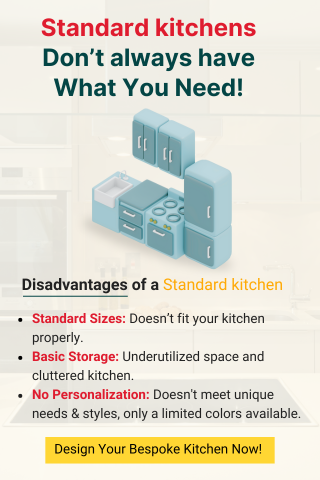 Standard kitchens
Don’t always have
What You Need!
Disadvantages of a Standard kitchen
• Standard Sizes: Doesn’t fit your kitchen
properly.
• Basic Storage: Underutilized space and
cluttered kitchen.
• No Personalization: Doesn't meet unique
needs & styles, only a limited colors available.
Design Your Bespoke Kitchen Now!